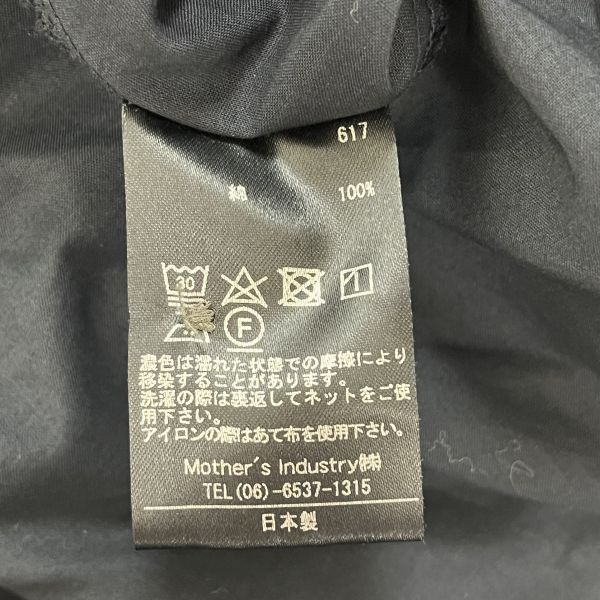 617
綿 100%
30
F
濃色は濡れた状態での摩擦により
移染することがあります。
洗濯の際は裏返してネットをご使
用下さい。
アイロンの際はあて布を使用下さい。
Mother's Industry㈱
TEL(06)-6537-1315
日本製